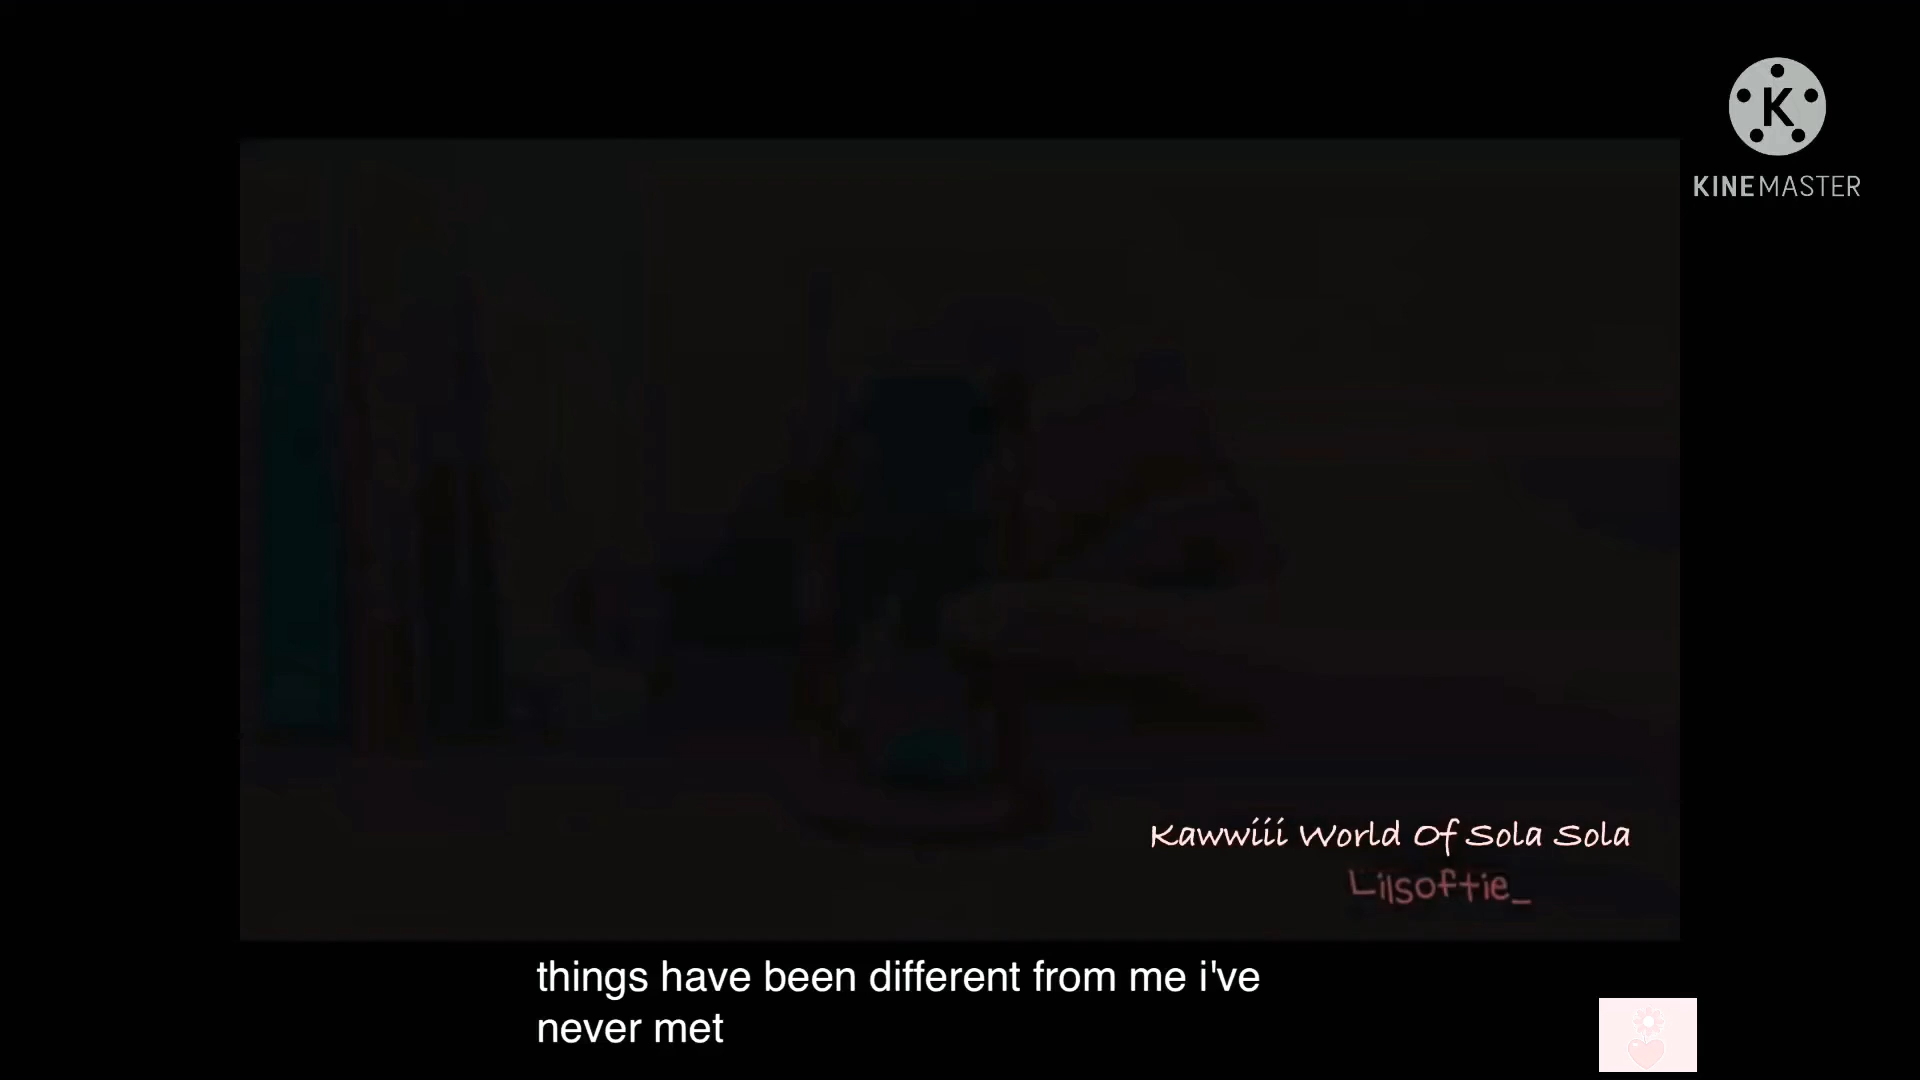 K
KINEMASTER
Kawwiii World Of Sola Sola
Lilsoftie_
things have been different from me i've
never met